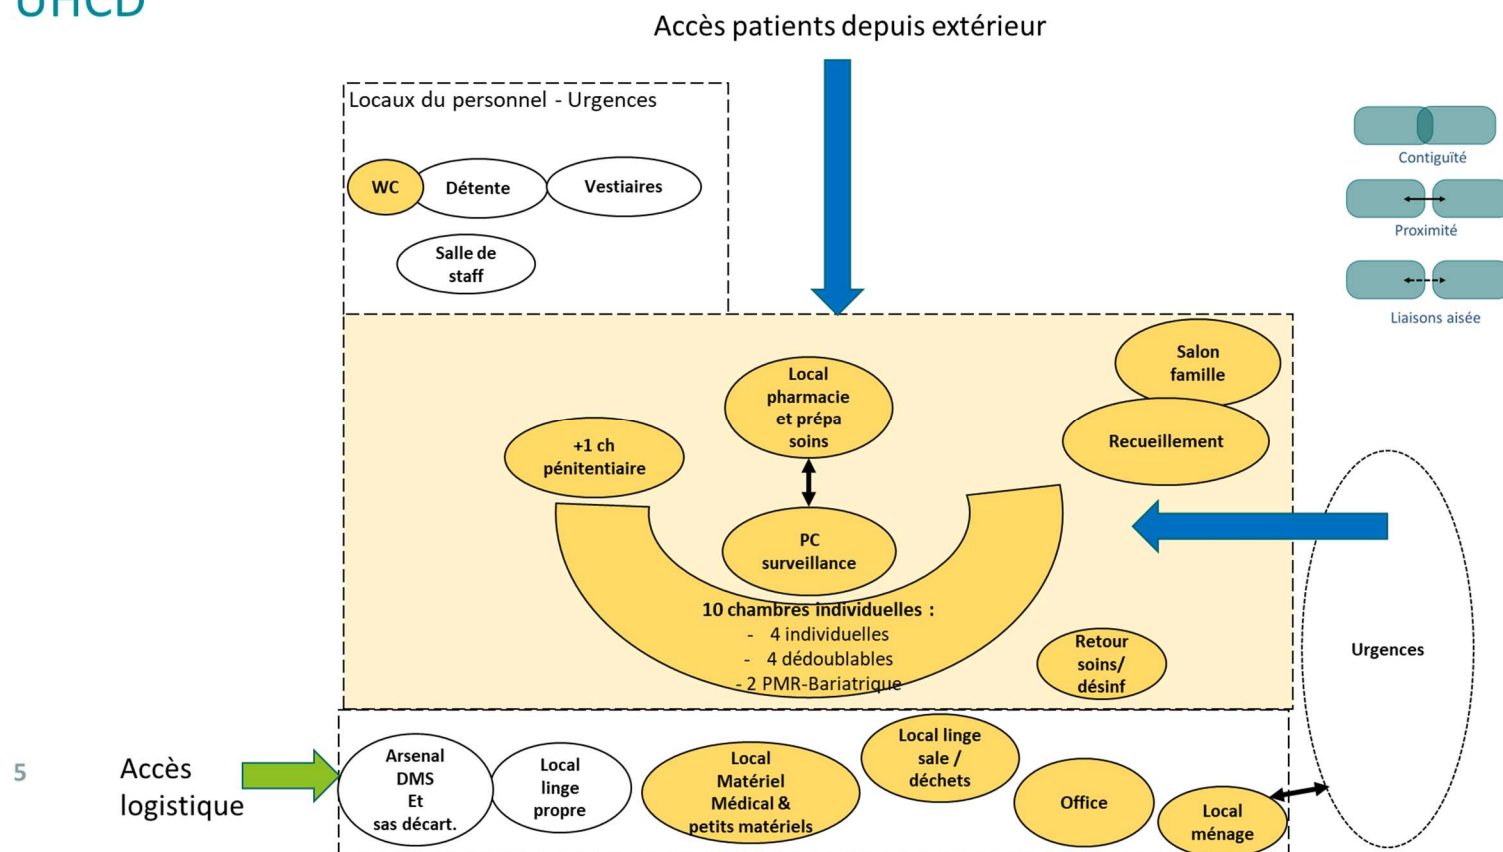 UHCD
Accès patients depuis extérieur
Locaux du personnel - Urgences
WC
Détente
Vestiaires
Salle de
staff
Contiguïté
Proximité
Liaisons aisée
Salon
famille
Recueillement
Local
pharmacie
et prépa
soins
+1 ch
pénitentiaire
PC
surveillance
10 chambres individuelles :
- 4 individuelles
- 4 dédoublables
- 2 PMR-Bariatrique
Retour
soins/
désinf
Urgences
5
Accès
logistique
Arsenal
DMS
Et
sas décart.
Local
linge
propre
Local
Matériel
Médical &
petits matériels
Local linge
sale /
déchets
Office
Local
ménage